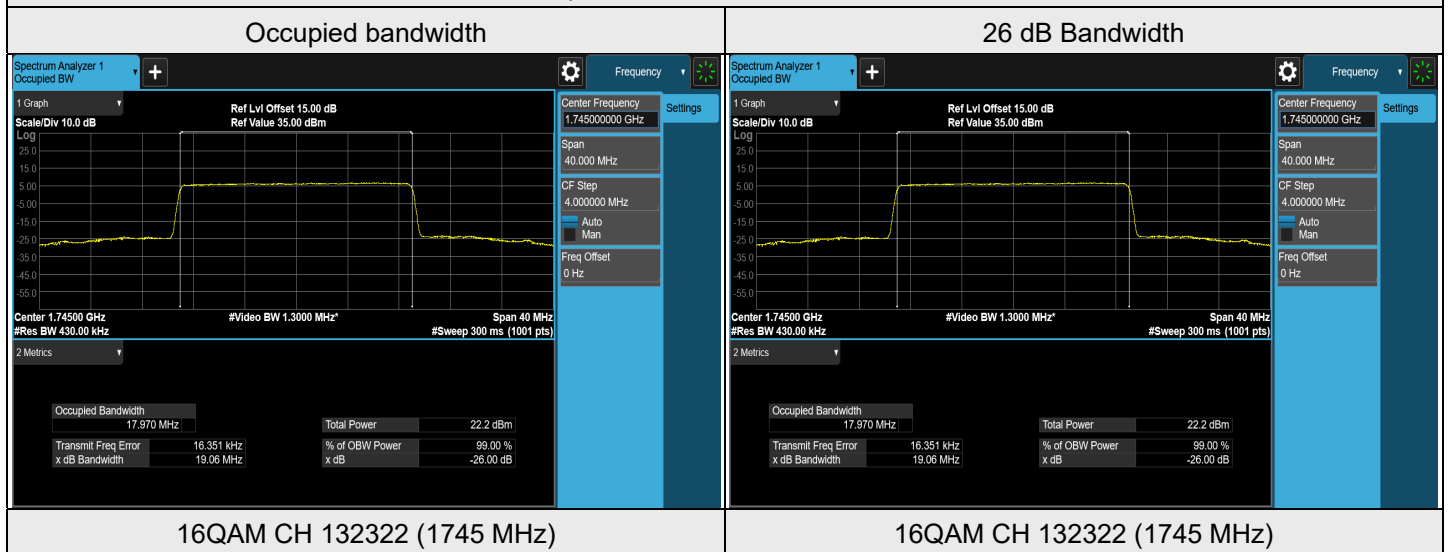 Occupied bandwidth
26 dB Bandwidth
Spectrum Analyzer 1
Occupied BW
Frequency
1 Graph
Scale/Div 10.0 dB
Ref Lvl Offset 15.00 dB
Ref Value 35.00 dBm
Log
25.0
15.0
5.00
-5.00
-15.0
-25.0
-35.0
-45.0
-55.0
Center 1.74500 GHz
#Video BW 1.3000 MHz*
Span 40 MHz
#Res BW 430.00 kHz
#Sweep 300 ms (1001 pts)
Center Frequency
1.745000000 GHz
Settings
Span
40.000 MHz
CF Step
4.000000 MHz
Auto
Man
Freq Offset
0 Hz
2 Metrics
Occupied Bandwidth
17.970 MHz
Total Power 22.2 dBm
Transmit Freq Error 16.351 kHz
% of OBW Power 99.00 %
x dB Bandwidth 19.06 MHz
x dB -26.00 dB
Spectrum Analyzer 1
Occupied BW
Frequency
1 Graph
Scale/Div 10.0 dB
Ref Lvl Offset 15.00 dB
Ref Value 35.00 dBm
Log
25.0
15.0
5.00
-5.00
-15.0
-25.0
-35.0
-45.0
-55.0
Center 1.74500 GHz
#Video BW 1.3000 MHz*
Span 40 MHz
#Res BW 430.00 kHz
#Sweep 300 ms (1001 pts)
Center Frequency
1.745000000 GHz
Settings
Span
40.000 MHz
CF Step
4.000000 MHz
Auto
Man
Freq Offset
0 Hz
2 Metrics
Occupied Bandwidth
17.970 MHz
Total Power 22.2 dBm
Transmit Freq Error 16.351 kHz
% of OBW Power 99.00 %
x dB Bandwidth 19.06 MHz
x dB -26.00 dB
16QAM CH 132322 (1745 MHz)
16QAM CH 132322 (1745 MHz)